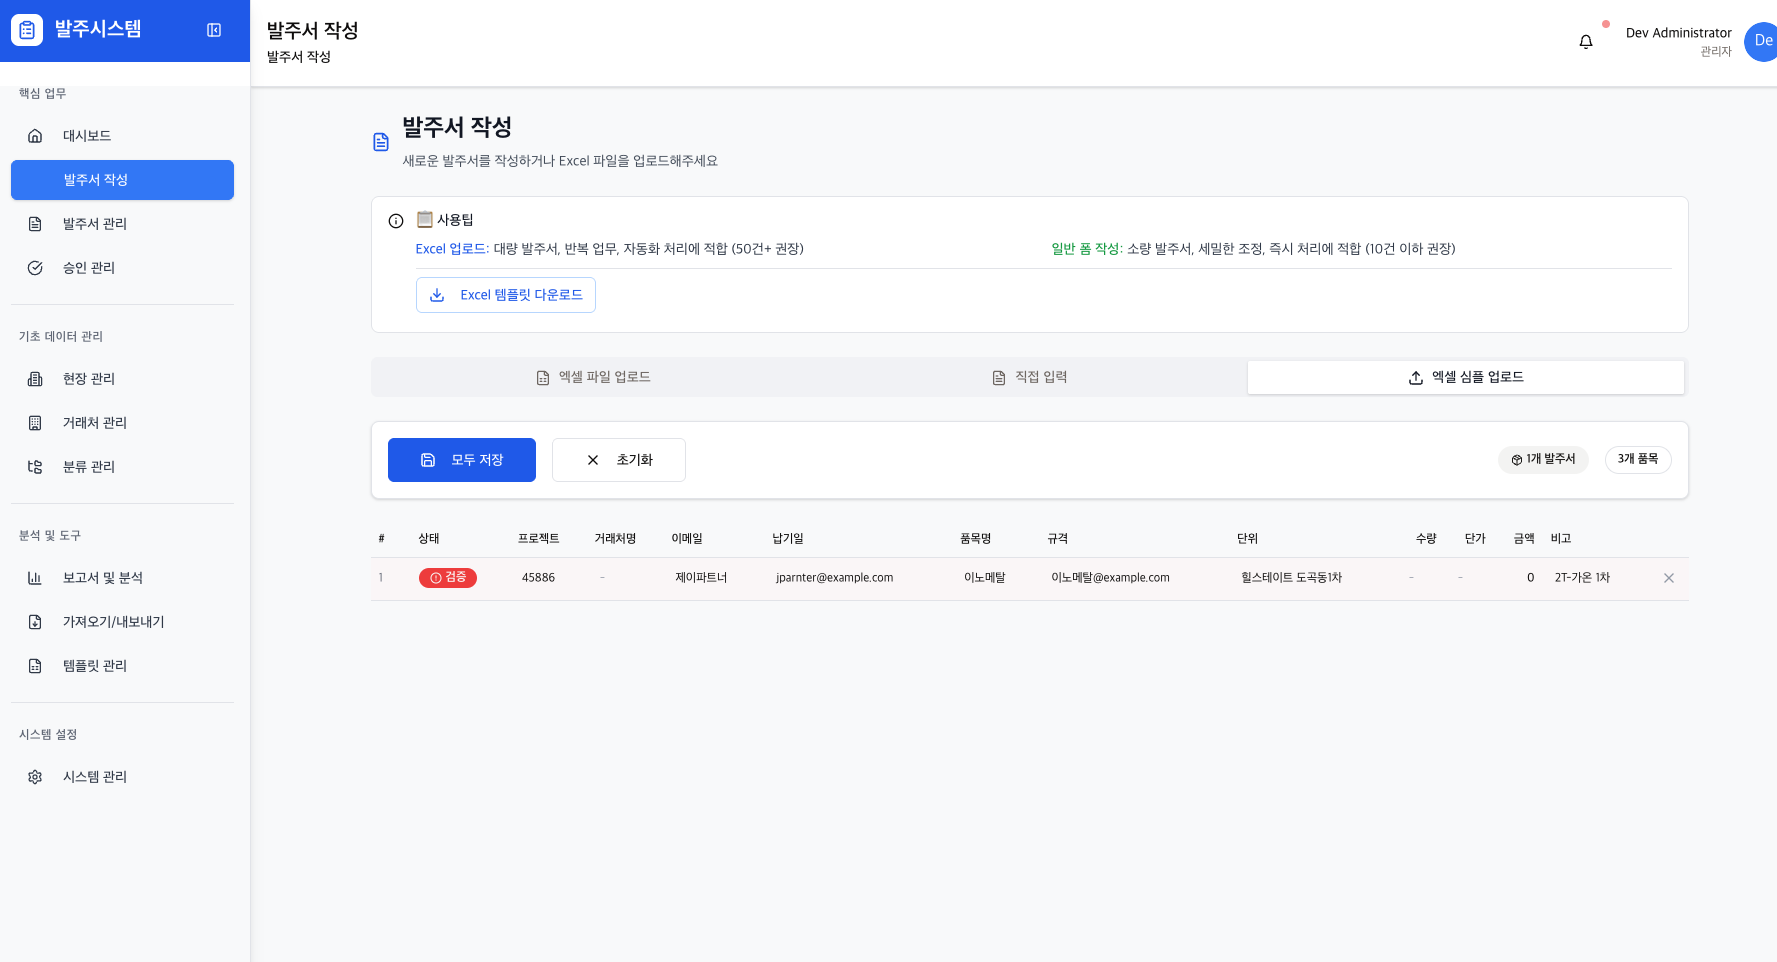 발주시스템
핵심 업무
대시보드
발주서 작성
발주서 관리
승인 관리
기초 데이터 관리
현장 관리
거래처 관리
분류 관리
분석 및 도구
보고서 및 분석
가져오기/내보내기
템플릿 관리
시스템 설정
시스템 관리
발주서 작성
발주서 작성
Dev Administrator
관리자
De
발주서 작성
새로운 발주서를 작성하거나 Excel 파일을 업로드해주세요
사용팁
Excel 업로드: 대량 발주서, 반복 업무, 자동화 처리에 적합 (50건+ 권장)
일반 폼 작성: 소량 발주서, 세밀한 조정, 즉시 처리에 적합 (10건 이하 권장)
Excel 템플릿 다운로드
엑셀 파일 업로드
직접 입력
엑셀 심플 업로드
모두 저장
초기화
1개 발주서
3개 품목
# 상태 프로젝트 거래처명 이메일 납기일 품목명 규격 단위 수량 단가 금액 비고
1 검증 45886 - 제이파트너 jparnter@example.com 이노메탈 이노메탈@example.com 힐스테이트 도곡동1차 - - 0 2T-가온 1차